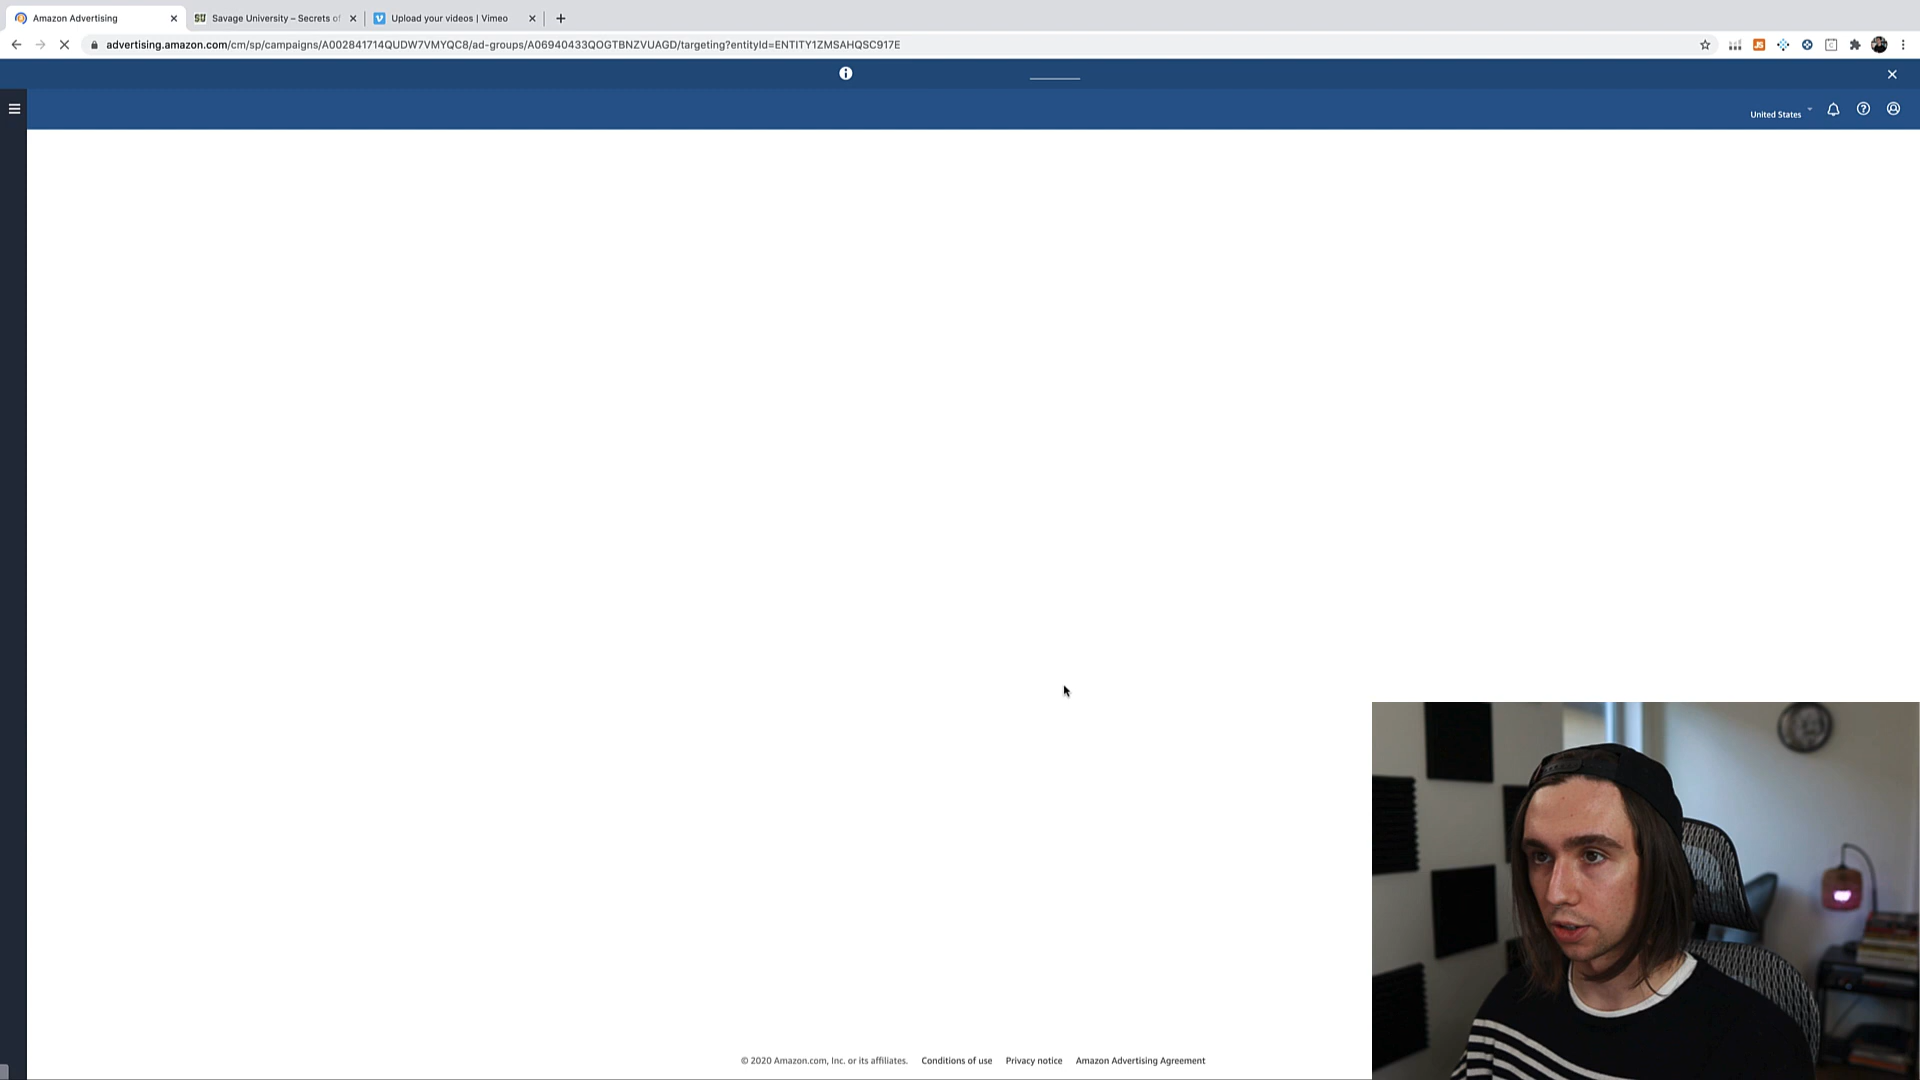 Amazon Advertising
Savage University – Secrets of
Upload your videos | Vimeo
advertising.amazon.com/cm/sp/campaigns/A002841714QUDW7VMYQC8/ad-groups/A06940433QOGTBNZVUAGD/targeting?entityId=ENTITY1ZMSAHQSC917E
United States
© 2020 Amazon.com, Inc. or its affiliates. Conditions of use Privacy notice Amazon Advertising Agreement